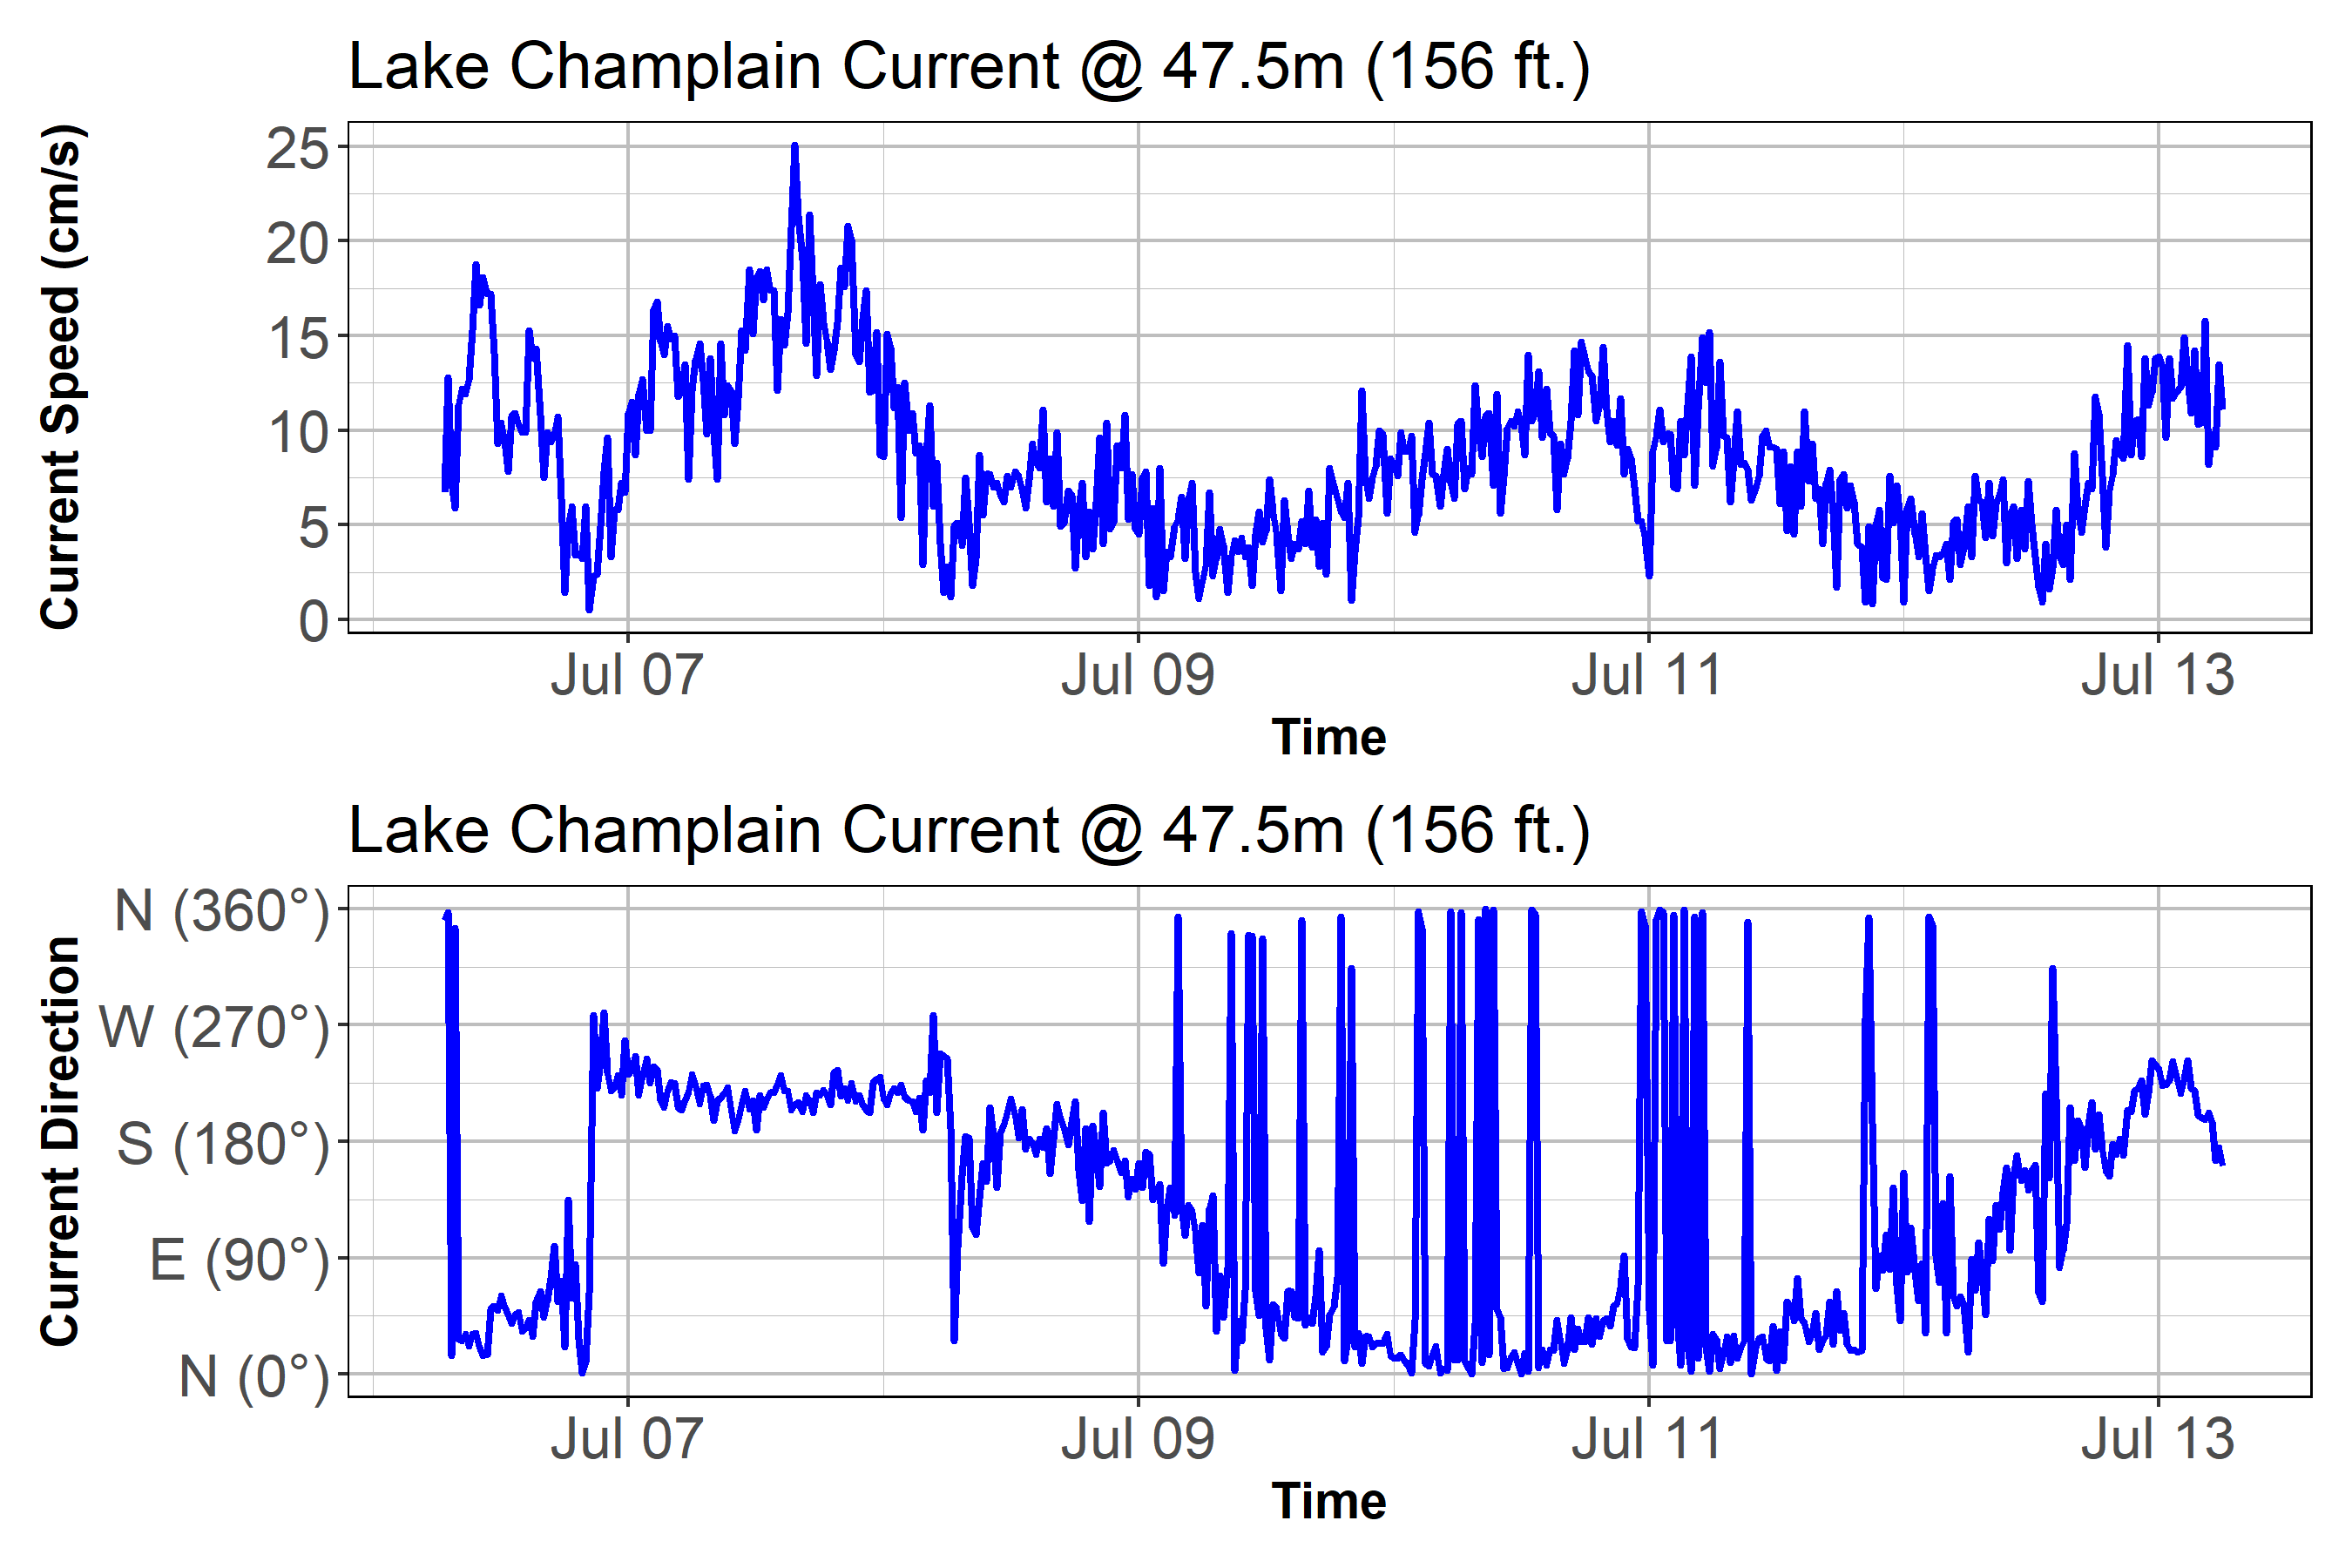 Lake Champlain Current @ 47.5m (156 ft.)
Current Speed (cm/s)
25
20
15
10
5
0
Jul 07 Jul 09 Jul 11 Jul 13
Time
Lake Champlain Current @ 47.5m (156 ft.)
Current Direction
N (360°)
W (270°)
S (180°)
E (90°)
N (0°)
Jul 07 Jul 09 Jul 11 Jul 13
Time